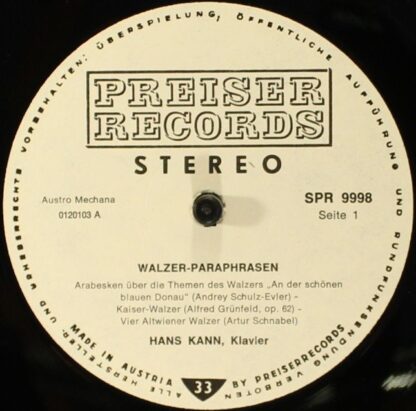 ALLE HERSTELLER- UND URHEBERRECHTE VORBEHALTEN: ÜBERSPIELUNG, ÖFFENTLICHE AUFFÜHRUNG UND RUNDFUNKSENDUNG VERBOTEN
PREISER
RECORDS
STEREO
Austro Mechana
0120103 A
SPR 9998
Seite 1
WALZER-PARAPHRASEN
Arabesken über die Themen des Walzers „An der schönen
blauen Donau" (Andrey Schulz-Evler) –
Kaiser-Walzer (Alfred Grünfeld, op. 62) –
Vier Altwiener Walzer (Artur Schnabel)
HANS KANN, Klavier
MADE IN AUSTRIA 33 BY PREISERRECORDS